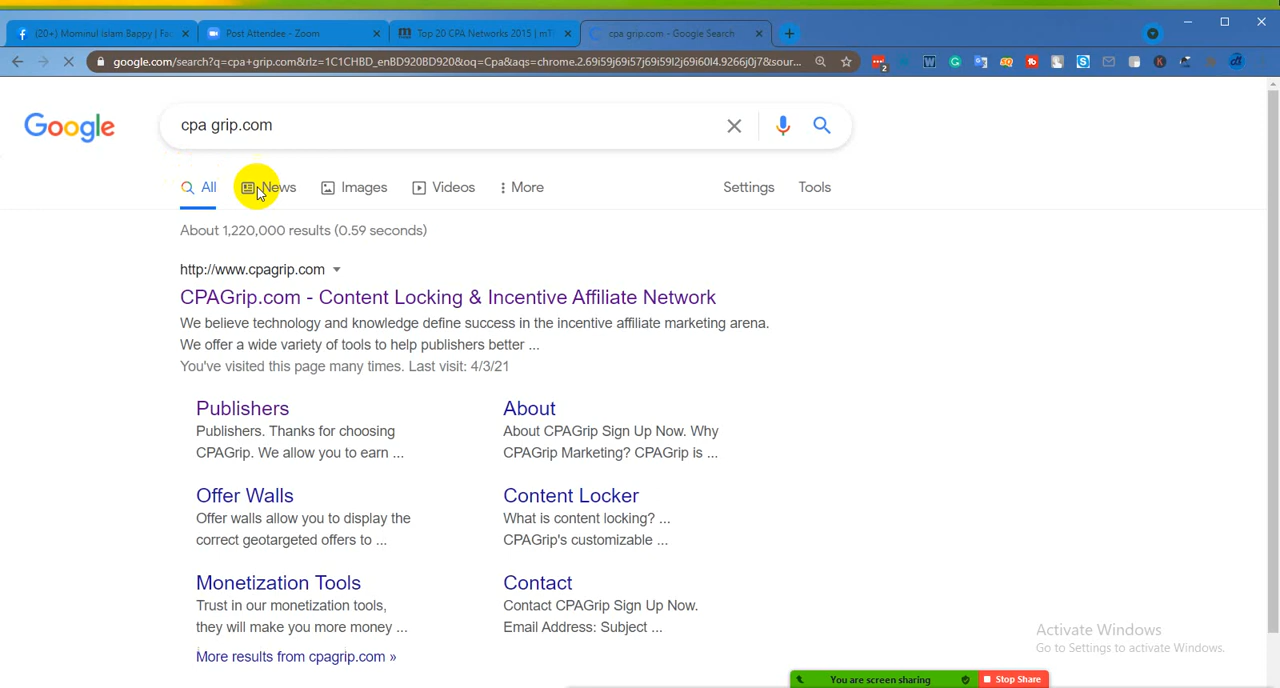 (20+) Mominul Islam Bappy | Fa
Post Attendee - Zoom
Top 20 CPA Networks 2015 | mT
cpa grip.com - Google Search
google.com/search?q=cpa+grip.com&rlz=1C1CHBD_enBD920BD920&oq=Cpa&aqs=chrome.2.69i59j69i57j69i59l2j69i60l4.9266j0j7&sour...
Google
cpa grip.com
All
News
Images
Videos
More
Settings
Tools
About 1,220,000 results (0.59 seconds)
http://www.cpagrip.com
CPAGrip.com - Content Locking & Incentive Affiliate Network
We believe technology and knowledge define success in the incentive affiliate marketing arena.
We offer a wide variety of tools to help publishers better ...
You've visited this page many times. Last visit: 4/3/21
Publishers
Publishers. Thanks for choosing
CPAGrip. We allow you to earn ...
About
About CPAGrip Sign Up Now. Why
CPAGrip Marketing? CPAGrip is ...
Offer Walls
Offer walls allow you to display the
correct geotargeted offers to ...
Content Locker
What is content locking? ...
CPAGrip's customizable ...
Monetization Tools
Trust in our monetization tools,
they will make you more money ...
Contact
Contact CPAGrip Sign Up Now.
Email Address: Subject ...
More results from cpagrip.com »
Activate Windows
Go to Settings to activate Windows.
You are screen sharing
Stop Share